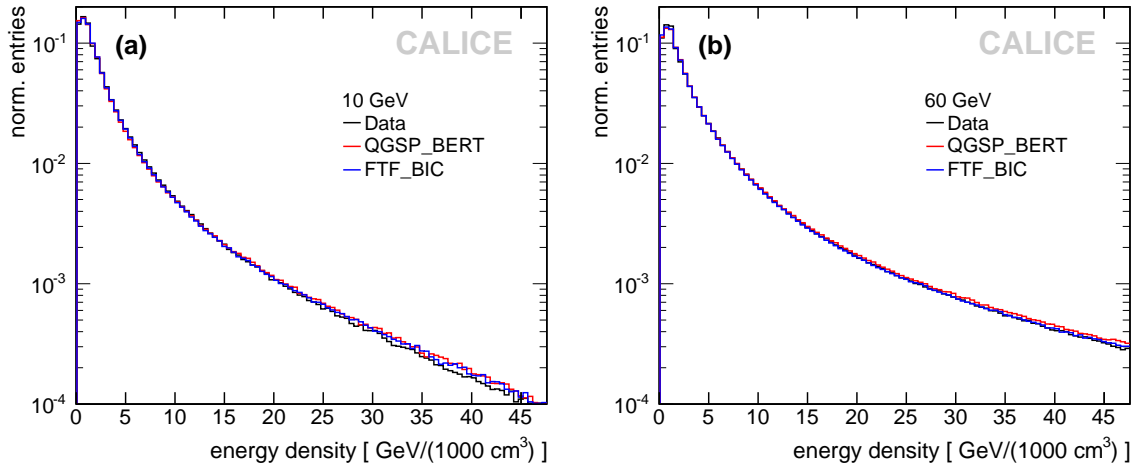 (a)
CALICE
norm. entries
10 GeV
Data
QGSP_BERT
FTF_BIC
10^-1
10^-2
10^-3
10^-4
0 5 10 15 20 25 30 35 40 45
energy density [ GeV/(1000 cm^3) ]
(b)
CALICE
norm. entries
60 GeV
Data
QGSP_BERT
FTF_BIC
10^-1
10^-2
10^-3
10^-4
0 5 10 15 20 25 30 35 40 45
energy density [ GeV/(1000 cm^3) ]